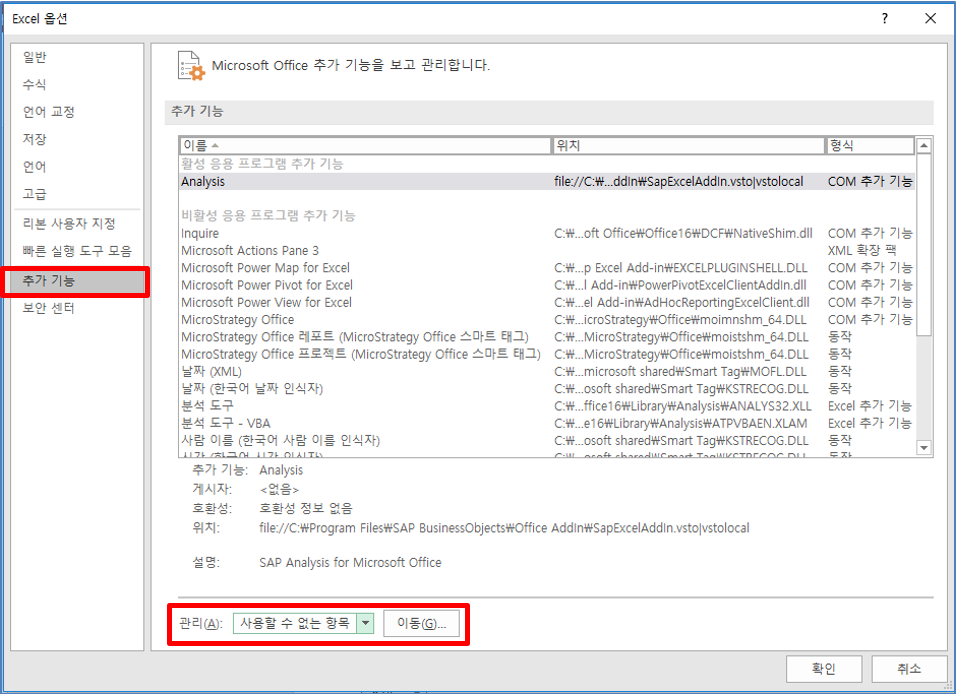 Excel 옵션
일반
수식
언어 교정
저장
언어
고급
리본 사용자 지정
빠른 실행 도구 모음
추가 기능
보안 센터
Microsoft Office 추가 기능을 보고 관리합니다.
추가 기능
이름 위치 형식
활성 응용 프로그램 추가 기능
Analysis file://C:₩...ddIn₩SapExcelAddIn.vsto|vstolocal COM 추가 기능
비활성 응용 프로그램 추가 기능
Inquire C:₩...oft Office₩Office16₩DCF₩NativeShim.dll COM 추가 기능
Microsoft Actions Pane 3 XML 확장 팩
Microsoft Power Map for Excel C:₩...p Excel Add-in₩EXCELPLUGINSHELL.DLL COM 추가 기능
Microsoft Power Pivot for Excel C:₩...l Add-in₩PowerPivotExcelClientAddIn.dll COM 추가 기능
Microsoft Power View for Excel C:₩...el Add-in₩AdHocReportingExcelClient.dll COM 추가 기능
MicroStrategy Office C:₩...icroStrategy₩Office₩moimnshm_64.DLL COM 추가 기능
MicroStrategy Office 레포트 (MicroStrategy Office 스마트 태그) C:₩...MicroStrategy₩Office₩moistshm_64.DLL 동작
MicroStrategy Office 프로젝트 (MicroStrategy Office 스마트 태그) C:₩...MicroStrategy₩Office₩moistshm_64.DLL 동작
날짜 (XML) C:₩...microsoft shared₩Smart Tag₩MOFL.DLL 동작
날짜 (한국어 날짜 인식자) C:₩...osoft shared₩Smart Tag₩KSTRECOG.DLL 동작
분석 도구 C:₩...ffice16₩Library₩Analysis₩ANALYS32.XLL Excel 추가 기능
분석 도구 - VBA C:₩...e16₩Library₩Analysis₩ATPVBAEN.XLAM Excel 추가 기능
사람 이름 (한국어 사람 이름 인식자) C:₩...osoft shared₩Smart Tag₩KSTRECOG.DLL 동작
시간 (한국어 시간 인식자) C:₩...osoft shared₩Smart Tag₩KSTRECOG.DLL 동작
추가 기능: Analysis
게시자: <없음>
호환성: 호환성 정보 없음
위치: file://C:₩Program Files₩SAP BusinessObjects₩Office AddIn₩SapExcelAddIn.vsto|vstolocal
설명: SAP Analysis for Microsoft Office
관리(A): 사용할 수 없는 항목 이동(G)...
확인 취소